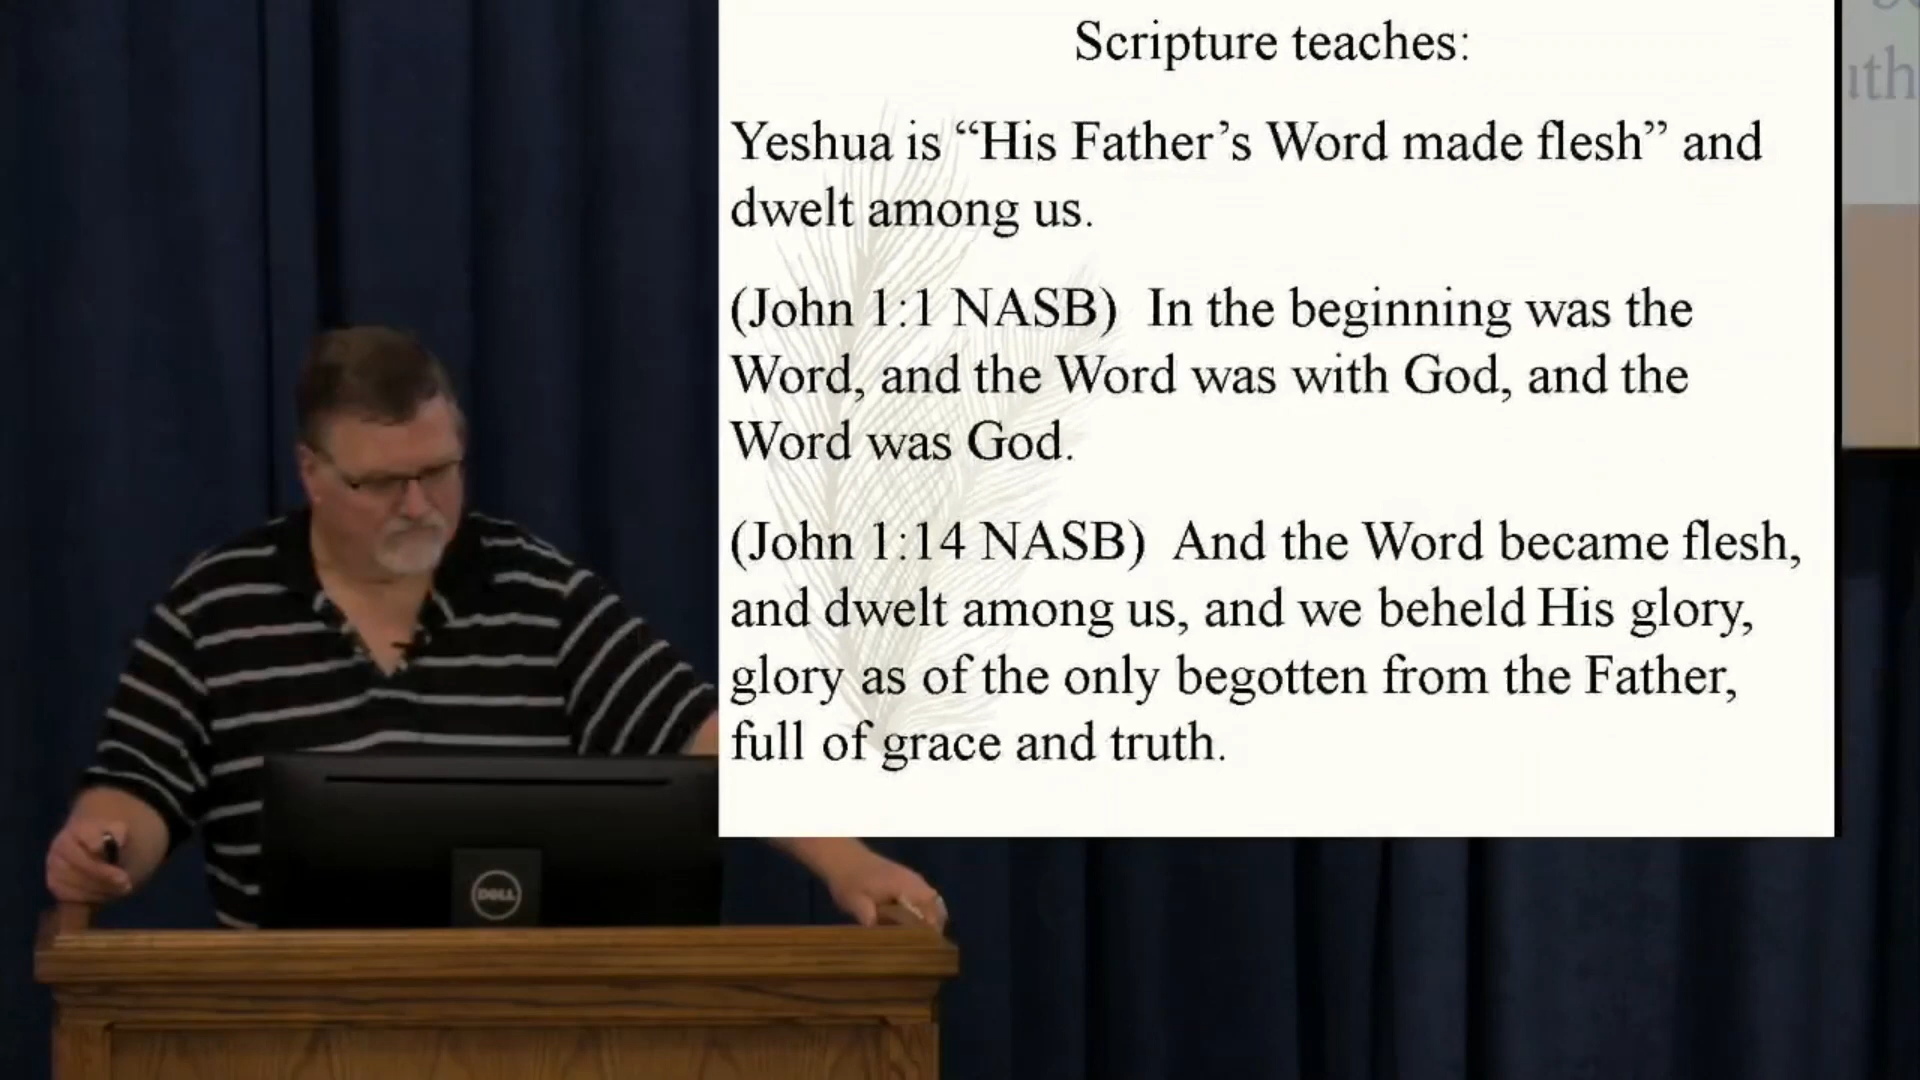 Scripture teaches:
Yeshua is “His Father’s Word made flesh” and
dwelt among us.
(John 1:1 NASB)  In the beginning was the
Word, and the Word was with God, and the
Word was God.
(John 1:14 NASB)  And the Word became flesh,
and dwelt among us, and we beheld His glory,
glory as of the only begotten from the Father,
full of grace and truth.
DELL